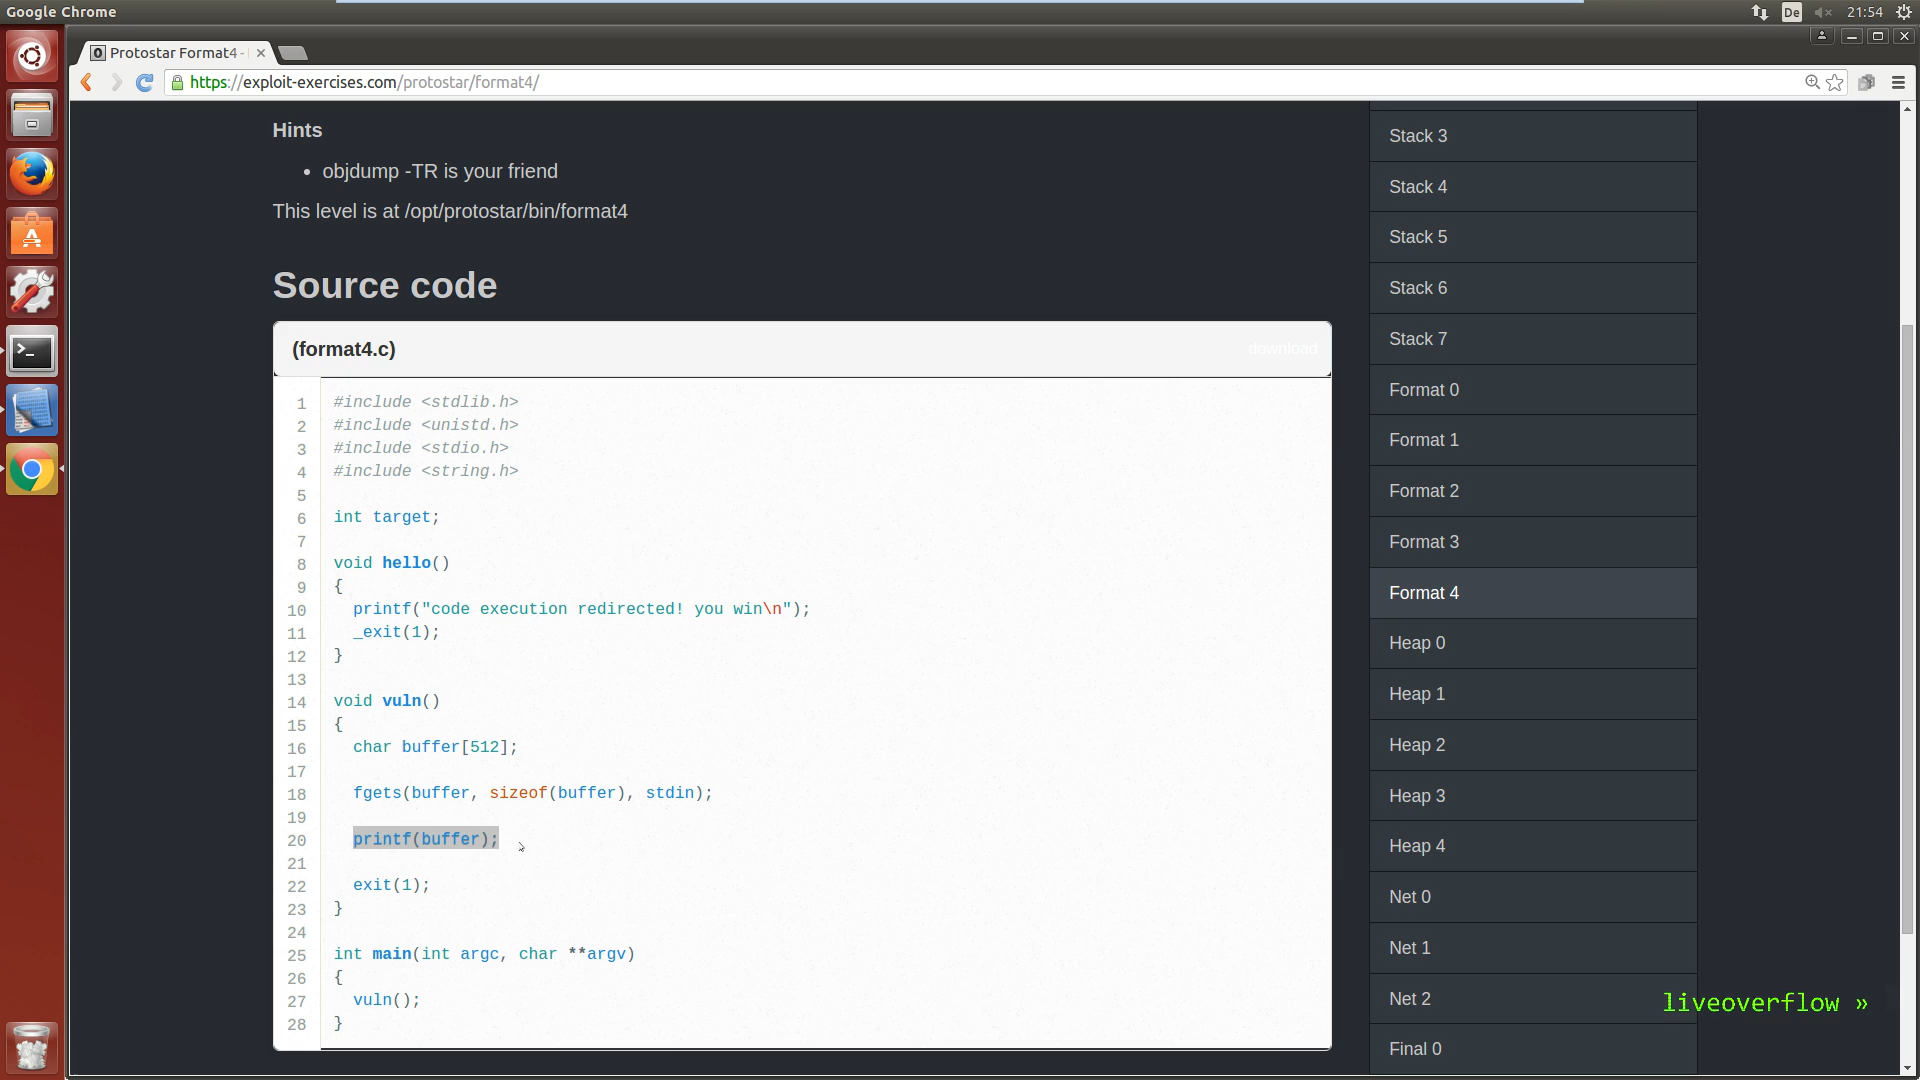 Google Chrome
De
21:54
Protostar Format4 -
https://exploit-exercises.com/protostar/format4/
Hints
• objdump -TR is your friend
This level is at /opt/protostar/bin/format4
Source code
(format4.c)
download
1 #include <stdlib.h>
2 #include <unistd.h>
3 #include <stdio.h>
4 #include <string.h>
5
6 int target;
7
8 void hello()
9 {
10 printf("code execution redirected! you win\n");
11 _exit(1);
12 }
13
14 void vuln()
15 {
16 char buffer[512];
17
18 fgets(buffer, sizeof(buffer), stdin);
19
20 printf(buffer);
21
22 exit(1);
23 }
24
25 int main(int argc, char **argv)
26 {
27 vuln();
28 }
Stack 3
Stack 4
Stack 5
Stack 6
Stack 7
Format 0
Format 1
Format 2
Format 3
Format 4
Heap 0
Heap 1
Heap 2
Heap 3
Heap 4
Net 0
Net 1
Net 2
Final 0
liveoverflow »